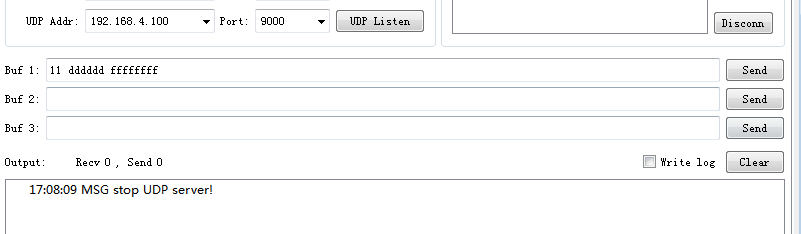 UDP Addr: 192.168.4.100 Port: 9000 UDP Listen
Disconn
Buf 1: 11 dddddd ffffffff Send
Buf 2: Send
Buf 3: Send
Output: Recv 0 , Send 0 Write log Clear
17:08:09 MSG stop UDP server!